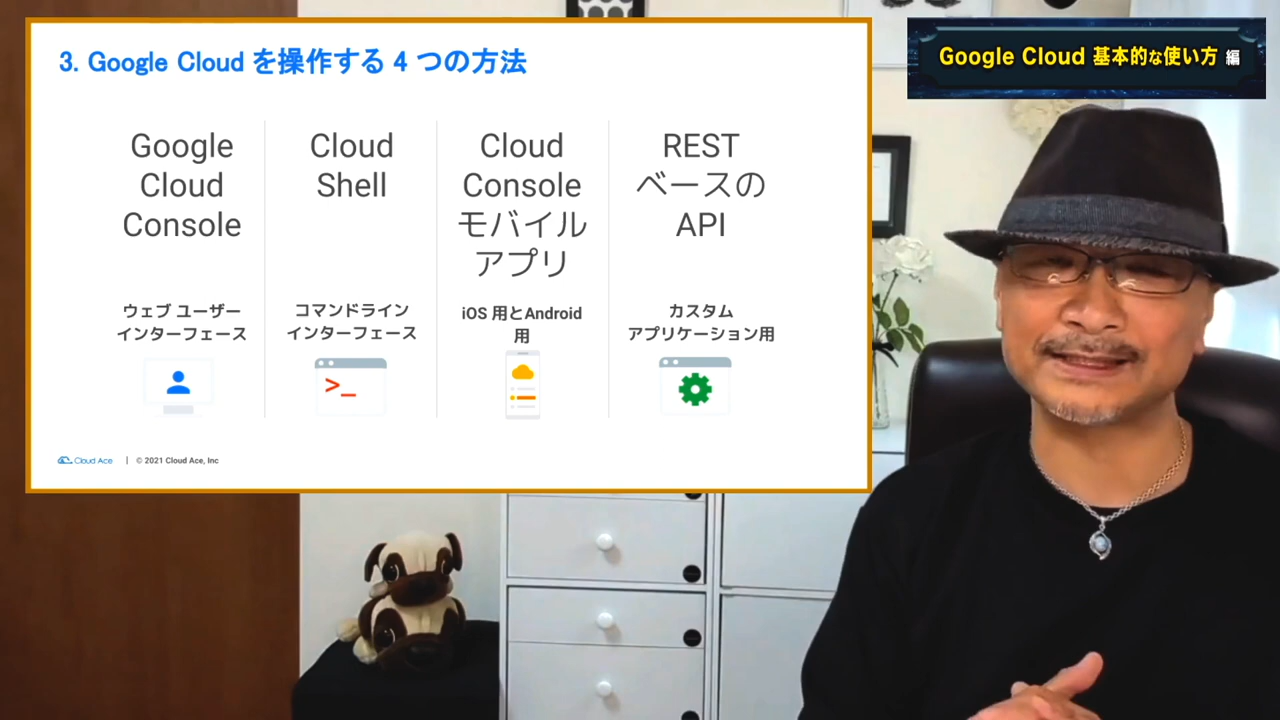 3. Google Cloud を操作する 4 つの方法
Google Cloud 基本的な使い方 編
Google
Cloud
Console
ウェブ ユーザー
インターフェース
Cloud
Shell
コマンドライン
インターフェース
>_
Cloud
Console
モバイル
アプリ
iOS 用とAndroid
用
REST
ベースの
API
カスタム
アプリケーション用
Cloud Ace | © 2021 Cloud Ace, Inc